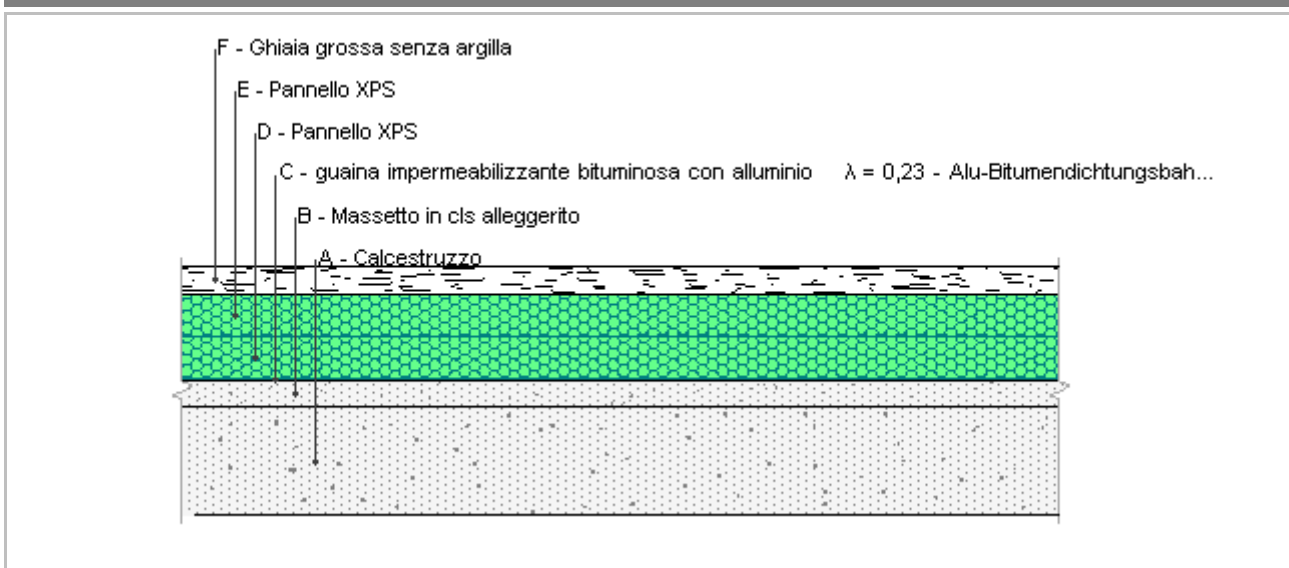 F - Ghiaia grossa senza argilla
E - Pannello XPS
D - Pannello XPS
C - guaina impermeabilizzante bituminosa con alluminio λ = 0,23 - Alu-Bitumendichtungsbah...
B - Massetto in cls alleggerito
A - Calcestruzzo